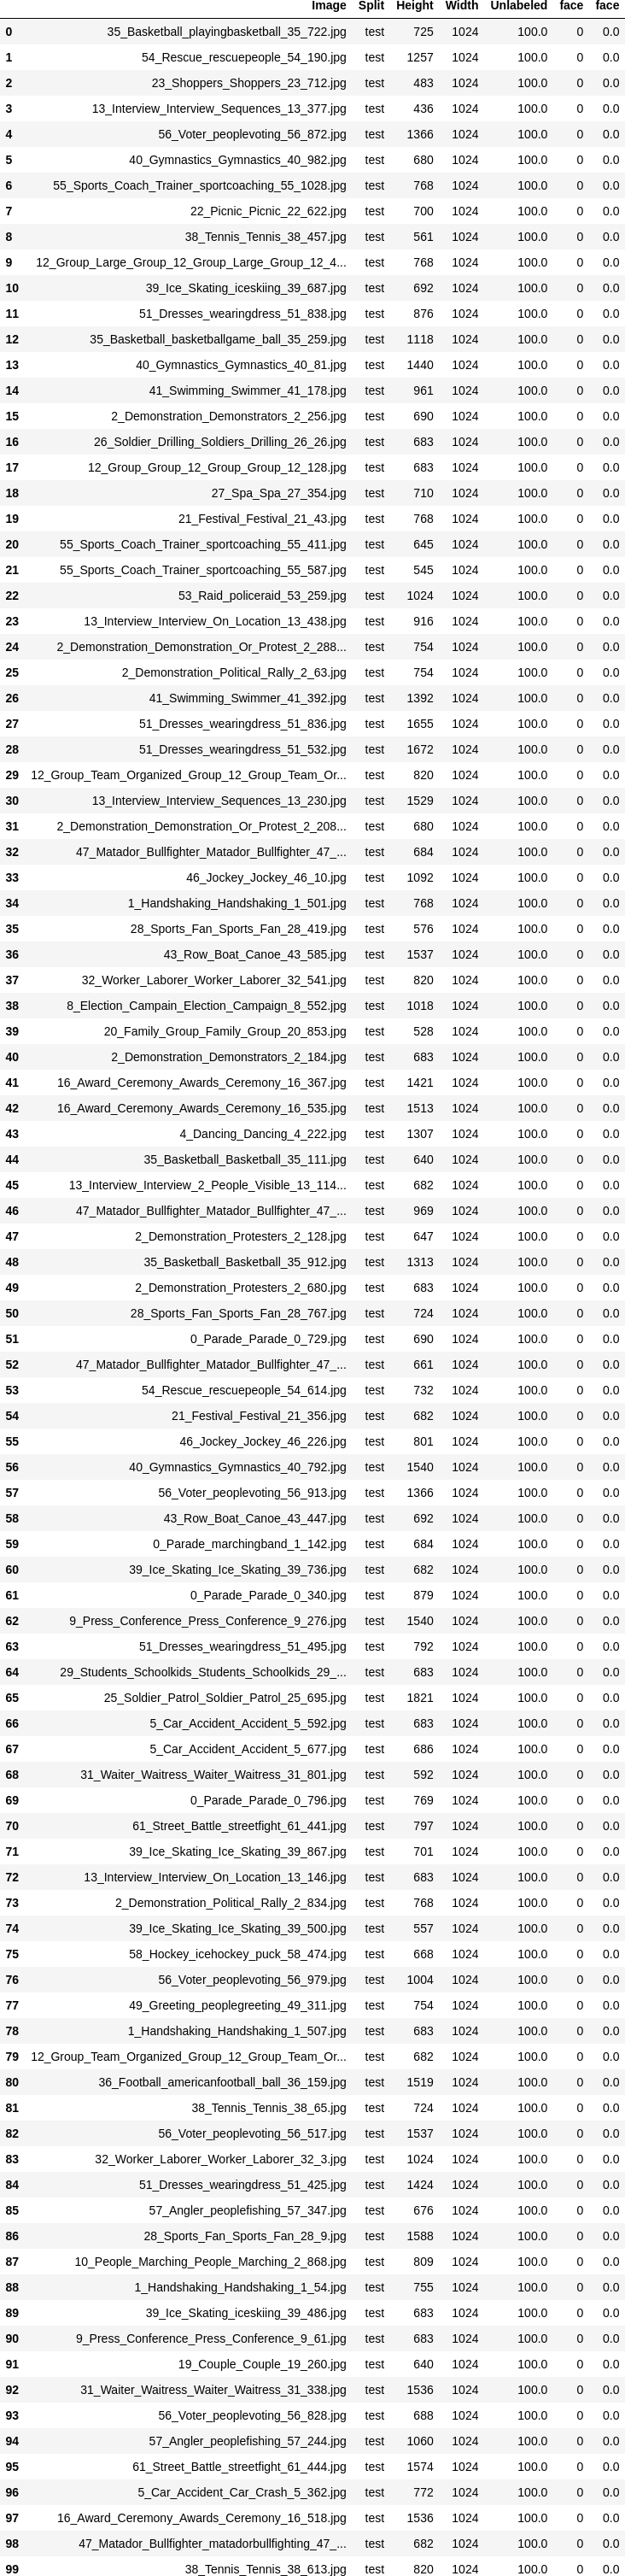 Image Split Height Width Unlabeled face face
0 35_Basketball_playingbasketball_35_722.jpg test 725 1024 100.0 0 0.0
1 54_Rescue_rescuepeople_54_190.jpg test 1257 1024 100.0 0 0.0
2 23_Shoppers_Shoppers_23_712.jpg test 483 1024 100.0 0 0.0
3 13_Interview_Interview_Sequences_13_377.jpg test 436 1024 100.0 0 0.0
4 56_Voter_peoplevoting_56_872.jpg test 1366 1024 100.0 0 0.0
5 40_Gymnastics_Gymnastics_40_982.jpg test 680 1024 100.0 0 0.0
6 55_Sports_Coach_Trainer_sportcoaching_55_1028.jpg test 768 1024 100.0 0 0.0
7 22_Picnic_Picnic_22_622.jpg test 700 1024 100.0 0 0.0
8 38_Tennis_Tennis_38_457.jpg test 561 1024 100.0 0 0.0
9 12_Group_Large_Group_12_Group_Large_Group_12_4... test 768 1024 100.0 0 0.0
10 39_Ice_Skating_iceskiing_39_687.jpg test 692 1024 100.0 0 0.0
11 51_Dresses_wearingdress_51_838.jpg test 876 1024 100.0 0 0.0
12 35_Basketball_basketballgame_ball_35_259.jpg test 1118 1024 100.0 0 0.0
13 40_Gymnastics_Gymnastics_40_81.jpg test 1440 1024 100.0 0 0.0
14 41_Swimming_Swimmer_41_178.jpg test 961 1024 100.0 0 0.0
15 2_Demonstration_Demonstrators_2_256.jpg test 690 1024 100.0 0 0.0
16 26_Soldier_Drilling_Soldiers_Drilling_26_26.jpg test 683 1024 100.0 0 0.0
17 12_Group_Group_12_Group_Group_12_128.jpg test 683 1024 100.0 0 0.0
18 27_Spa_Spa_27_354.jpg test 710 1024 100.0 0 0.0
19 21_Festival_Festival_21_43.jpg test 768 1024 100.0 0 0.0
20 55_Sports_Coach_Trainer_sportcoaching_55_411.jpg test 645 1024 100.0 0 0.0
21 55_Sports_Coach_Trainer_sportcoaching_55_587.jpg test 545 1024 100.0 0 0.0
22 53_Raid_policeraid_53_259.jpg test 1024 1024 100.0 0 0.0
23 13_Interview_Interview_On_Location_13_438.jpg test 916 1024 100.0 0 0.0
24 2_Demonstration_Demonstration_Or_Protest_2_288... test 754 1024 100.0 0 0.0
25 2_Demonstration_Political_Rally_2_63.jpg test 754 1024 100.0 0 0.0
26 41_Swimming_Swimmer_41_392.jpg test 1392 1024 100.0 0 0.0
27 51_Dresses_wearingdress_51_836.jpg test 1655 1024 100.0 0 0.0
28 51_Dresses_wearingdress_51_532.jpg test 1672 1024 100.0 0 0.0
29 12_Group_Team_Organized_Group_12_Group_Team_Or... test 820 1024 100.0 0 0.0
30 13_Interview_Interview_Sequences_13_230.jpg test 1529 1024 100.0 0 0.0
31 2_Demonstration_Demonstration_Or_Protest_2_208... test 680 1024 100.0 0 0.0
32 47_Matador_Bullfighter_Matador_Bullfighter_47_... test 684 1024 100.0 0 0.0
33 46_Jockey_Jockey_46_10.jpg test 1092 1024 100.0 0 0.0
34 1_Handshaking_Handshaking_1_501.jpg test 768 1024 100.0 0 0.0
35 28_Sports_Fan_Sports_Fan_28_419.jpg test 576 1024 100.0 0 0.0
36 43_Row_Boat_Canoe_43_585.jpg test 1537 1024 100.0 0 0.0
37 32_Worker_Laborer_Worker_Laborer_32_541.jpg test 820 1024 100.0 0 0.0
38 8_Election_Campain_Election_Campaign_8_552.jpg test 1018 1024 100.0 0 0.0
39 20_Family_Group_Family_Group_20_853.jpg test 528 1024 100.0 0 0.0
40 2_Demonstration_Demonstrators_2_184.jpg test 683 1024 100.0 0 0.0
41 16_Award_Ceremony_Awards_Ceremony_16_367.jpg test 1421 1024 100.0 0 0.0
42 16_Award_Ceremony_Awards_Ceremony_16_535.jpg test 1513 1024 100.0 0 0.0
43 4_Dancing_Dancing_4_222.jpg test 1307 1024 100.0 0 0.0
44 35_Basketball_Basketball_35_111.jpg test 640 1024 100.0 0 0.0
45 13_Interview_Interview_2_People_Visible_13_114... test 682 1024 100.0 0 0.0
46 47_Matador_Bullfighter_Matador_Bullfighter_47_... test 969 1024 100.0 0 0.0
47 2_Demonstration_Protesters_2_128.jpg test 647 1024 100.0 0 0.0
48 35_Basketball_Basketball_35_912.jpg test 1313 1024 100.0 0 0.0
49 2_Demonstration_Protesters_2_680.jpg test 683 1024 100.0 0 0.0
50 28_Sports_Fan_Sports_Fan_28_767.jpg test 724 1024 100.0 0 0.0
51 0_Parade_Parade_0_729.jpg test 690 1024 100.0 0 0.0
52 47_Matador_Bullfighter_Matador_Bullfighter_47_... test 661 1024 100.0 0 0.0
53 54_Rescue_rescuepeople_54_614.jpg test 732 1024 100.0 0 0.0
54 21_Festival_Festival_21_356.jpg test 682 1024 100.0 0 0.0
55 46_Jockey_Jockey_46_226.jpg test 801 1024 100.0 0 0.0
56 40_Gymnastics_Gymnastics_40_792.jpg test 1540 1024 100.0 0 0.0
57 56_Voter_peoplevoting_56_913.jpg test 1366 1024 100.0 0 0.0
58 43_Row_Boat_Canoe_43_447.jpg test 692 1024 100.0 0 0.0
59 0_Parade_marchingband_1_142.jpg test 684 1024 100.0 0 0.0
60 39_Ice_Skating_Ice_Skating_39_736.jpg test 682 1024 100.0 0 0.0
61 0_Parade_Parade_0_340.jpg test 879 1024 100.0 0 0.0
62 9_Press_Conference_Press_Conference_9_276.jpg test 1540 1024 100.0 0 0.0
63 51_Dresses_wearingdress_51_495.jpg test 792 1024 100.0 0 0.0
64 29_Students_Schoolkids_Students_Schoolkids_29_... test 683 1024 100.0 0 0.0
65 25_Soldier_Patrol_Soldier_Patrol_25_695.jpg test 1821 1024 100.0 0 0.0
66 5_Car_Accident_Accident_5_592.jpg test 683 1024 100.0 0 0.0
67 5_Car_Accident_Accident_5_677.jpg test 686 1024 100.0 0 0.0
68 31_Waiter_Waitress_Waiter_Waitress_31_801.jpg test 592 1024 100.0 0 0.0
69 0_Parade_Parade_0_796.jpg test 769 1024 100.0 0 0.0
70 61_Street_Battle_streetfight_61_441.jpg test 797 1024 100.0 0 0.0
71 39_Ice_Skating_Ice_Skating_39_867.jpg test 701 1024 100.0 0 0.0
72 13_Interview_Interview_On_Location_13_146.jpg test 683 1024 100.0 0 0.0
73 2_Demonstration_Political_Rally_2_834.jpg test 768 1024 100.0 0 0.0
74 39_Ice_Skating_Ice_Skating_39_500.jpg test 557 1024 100.0 0 0.0
75 58_Hockey_icehockey_puck_58_474.jpg test 668 1024 100.0 0 0.0
76 56_Voter_peoplevoting_56_979.jpg test 1004 1024 100.0 0 0.0
77 49_Greeting_peoplegreeting_49_311.jpg test 754 1024 100.0 0 0.0
78 1_Handshaking_Handshaking_1_507.jpg test 683 1024 100.0 0 0.0
79 12_Group_Team_Organized_Group_12_Group_Team_Or... test 682 1024 100.0 0 0.0
80 36_Football_americanfootball_ball_36_159.jpg test 1519 1024 100.0 0 0.0
81 38_Tennis_Tennis_38_65.jpg test 724 1024 100.0 0 0.0
82 56_Voter_peoplevoting_56_517.jpg test 1537 1024 100.0 0 0.0
83 32_Worker_Laborer_Worker_Laborer_32_3.jpg test 1024 1024 100.0 0 0.0
84 51_Dresses_wearingdress_51_425.jpg test 1424 1024 100.0 0 0.0
85 57_Angler_peoplefishing_57_347.jpg test 676 1024 100.0 0 0.0
86 28_Sports_Fan_Sports_Fan_28_9.jpg test 1588 1024 100.0 0 0.0
87 10_People_Marching_People_Marching_2_868.jpg test 809 1024 100.0 0 0.0
88 1_Handshaking_Handshaking_1_54.jpg test 755 1024 100.0 0 0.0
89 39_Ice_Skating_iceskiing_39_486.jpg test 683 1024 100.0 0 0.0
90 9_Press_Conference_Press_Conference_9_61.jpg test 683 1024 100.0 0 0.0
91 19_Couple_Couple_19_260.jpg test 640 1024 100.0 0 0.0
92 31_Waiter_Waitress_Waiter_Waitress_31_338.jpg test 1536 1024 100.0 0 0.0
93 56_Voter_peoplevoting_56_828.jpg test 688 1024 100.0 0 0.0
94 57_Angler_peoplefishing_57_244.jpg test 1060 1024 100.0 0 0.0
95 61_Street_Battle_streetfight_61_444.jpg test 1574 1024 100.0 0 0.0
96 5_Car_Accident_Car_Crash_5_362.jpg test 772 1024 100.0 0 0.0
97 16_Award_Ceremony_Awards_Ceremony_16_518.jpg test 1536 1024 100.0 0 0.0
98 47_Matador_Bullfighter_matadorbullfighting_47_... test 682 1024 100.0 0 0.0
99 38_Tennis_Tennis_38_613.jpg test 820 1024 100.0 0 0.0